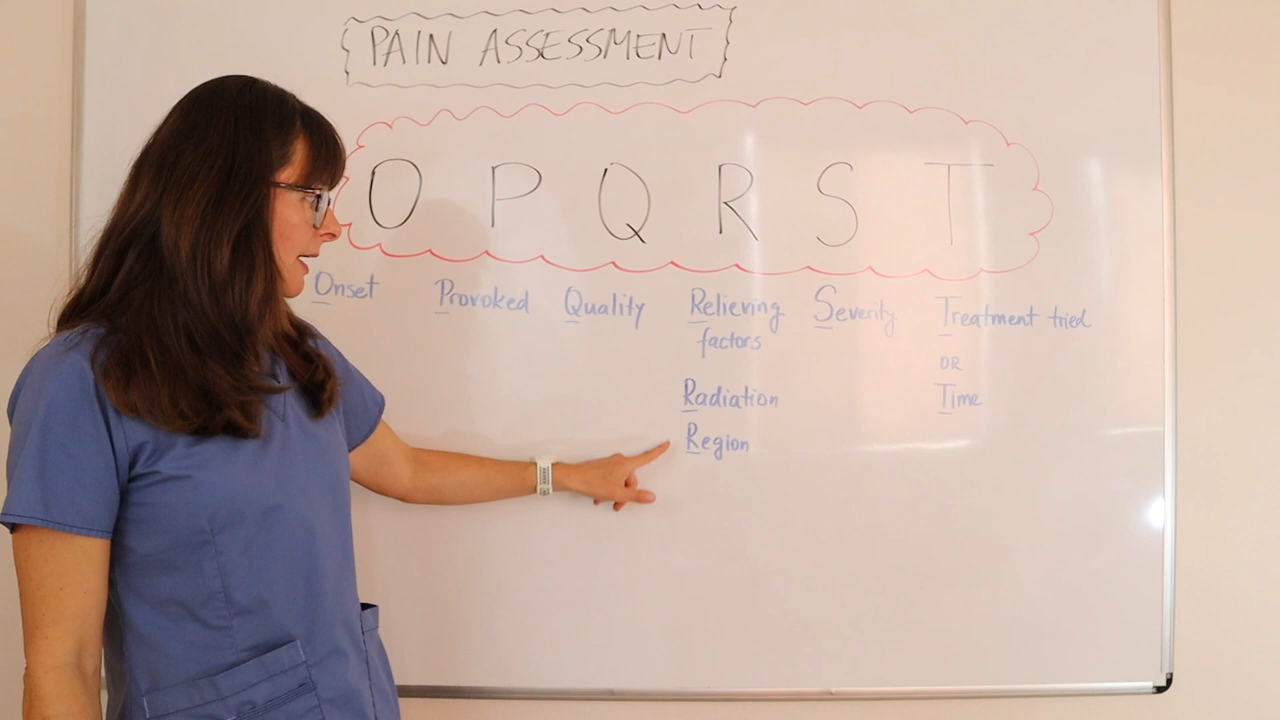 PAIN ASSESSMENT
O P Q R S T
Onset Provoked Quality Relieving factors Severity Treatment tried
OR
Radiation Time
Region